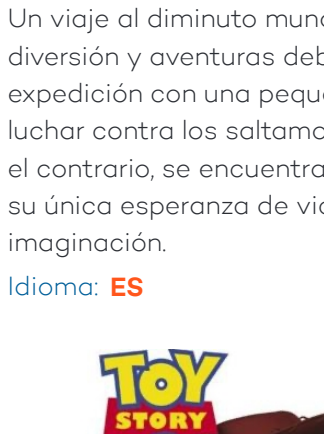 Un viaje al diminuto
diversión y aventuras
expedición con una
luchar contra los
el contrario, se encuentra
su única esperanza de
imaginación.
Idioma: ES
TOY
STORY